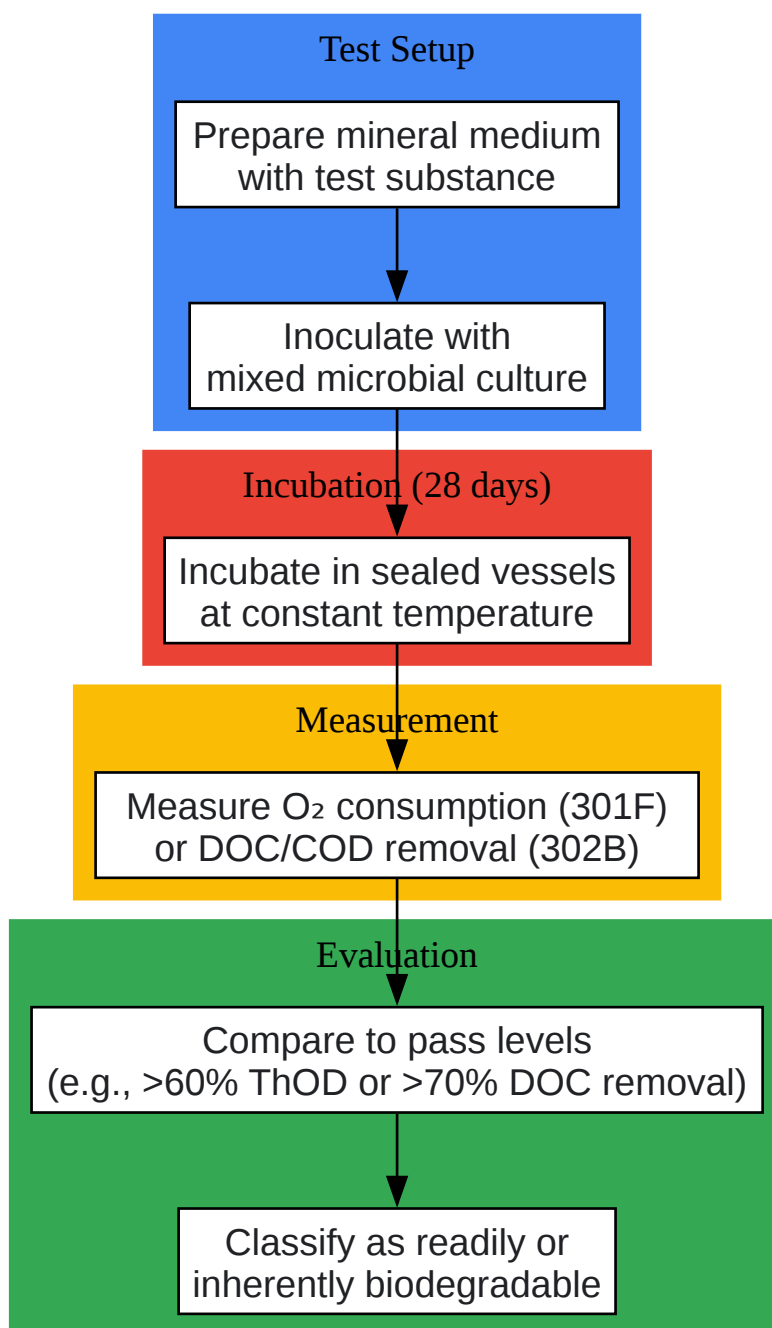 Test Setup
Prepare mineral medium
with test substance
Inoculate with
mixed microbial culture
Incubation (28 days)
Incubate in sealed vessels
at constant temperature
Measurement
Measure O₂ consumption (301F)
or DOC/COD removal (302B)
Evaluation
Compare to pass levels
(e.g., >60% ThOD or >70% DOC removal)
Classify as readily or
inherently biodegradable